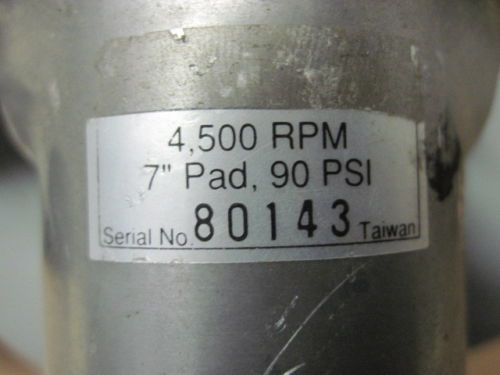 4,500 RPM
7" Pad, 90 PSI
Serial No. 80143 Taiwan